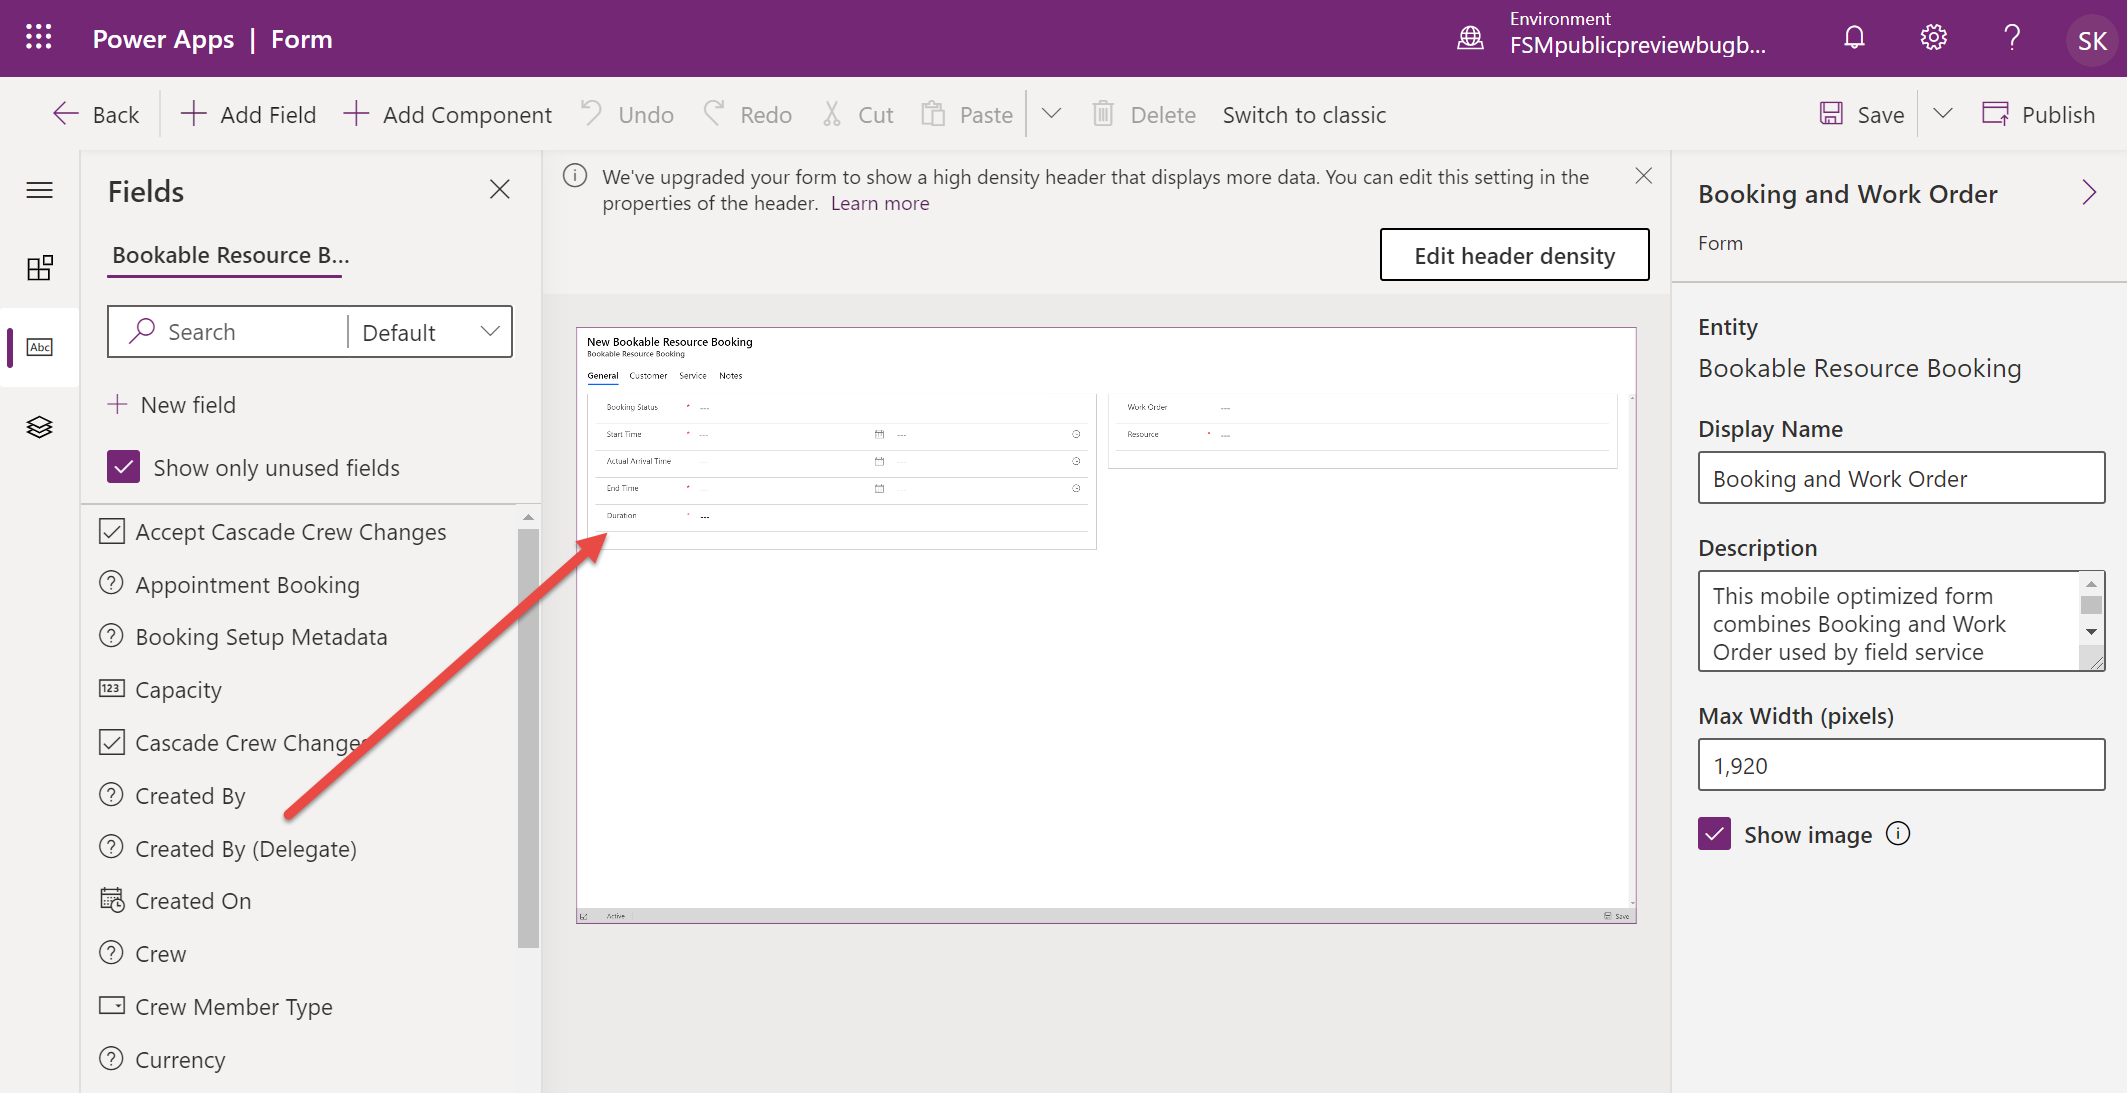 Power Apps | Form
Environment
FSMpublicpreviewbugb...
SK
Back
Add Field
Add Component
Undo
Redo
Cut
Paste
Delete
Switch to classic
Save
Publish
Fields
Bookable Resource B...
Search
Default
New field
Show only unused fields
Abc
Accept Cascade Crew Changes
Appointment Booking
Booking Setup Metadata
123
Capacity
Cascade Crew Changes
Created By
Created By (Delegate)
Created On
Crew
Crew Member Type
Currency
We've upgraded your form to show a high density header that displays more data. You can edit this setting in the
properties of the header. Learn more
Edit header density
New Bookable Resource Booking
Bookable Resource Booking
General Customer Service Notes
Booking Status * ---
Start Time * --- ---
Actual Arrival Time --- ---
End Time * --- ---
Duration * ---
Work Order ---
Resource * ---
Active
Save
Booking and Work Order
Form
Entity
Bookable Resource Booking
Display Name
Booking and Work Order
Description
This mobile optimized form
combines Booking and Work
Order used by field service
Max Width (pixels)
1,920
Show image